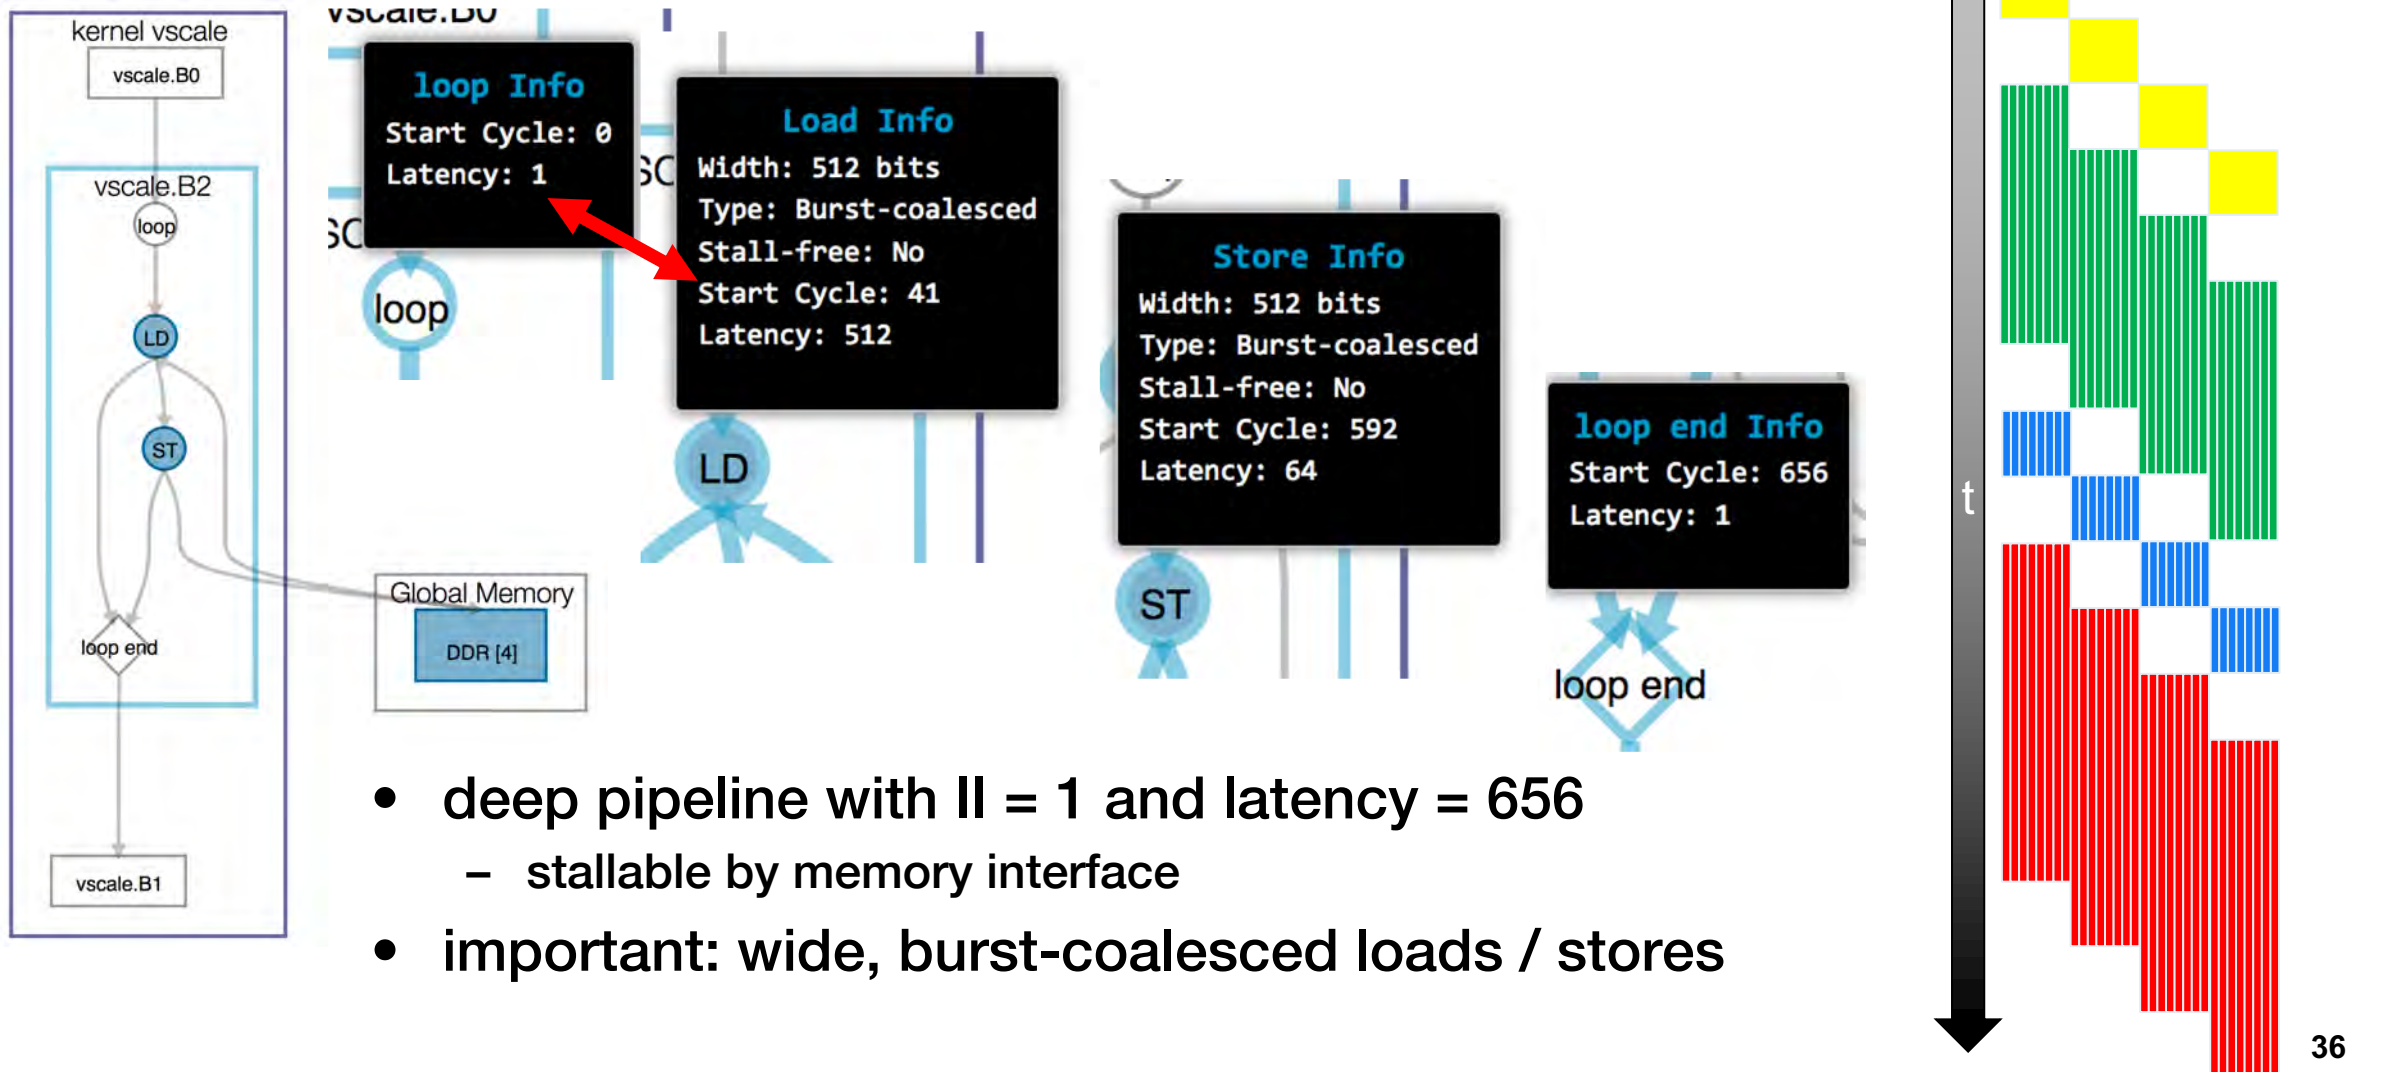 kernel vscale
vscale.B0
vscale.B2
loop
LD
ST
loop end
vscale.B1
Global Memory
DDR [4]
vscale.B0
loop Info
Start Cycle: 0
Latency: 1
loop
Load Info
Width: 512 bits
Type: Burst-coalesced
Stall-free: No
Start Cycle: 41
Latency: 512
LD
Store Info
Width: 512 bits
Type: Burst-coalesced
Stall-free: No
Start Cycle: 592
Latency: 64
ST
loop end Info
Start Cycle: 656
Latency: 1
loop end
t
• deep pipeline with II = 1 and latency = 656
– stallable by memory interface
• important: wide, burst-coalesced loads / stores
36